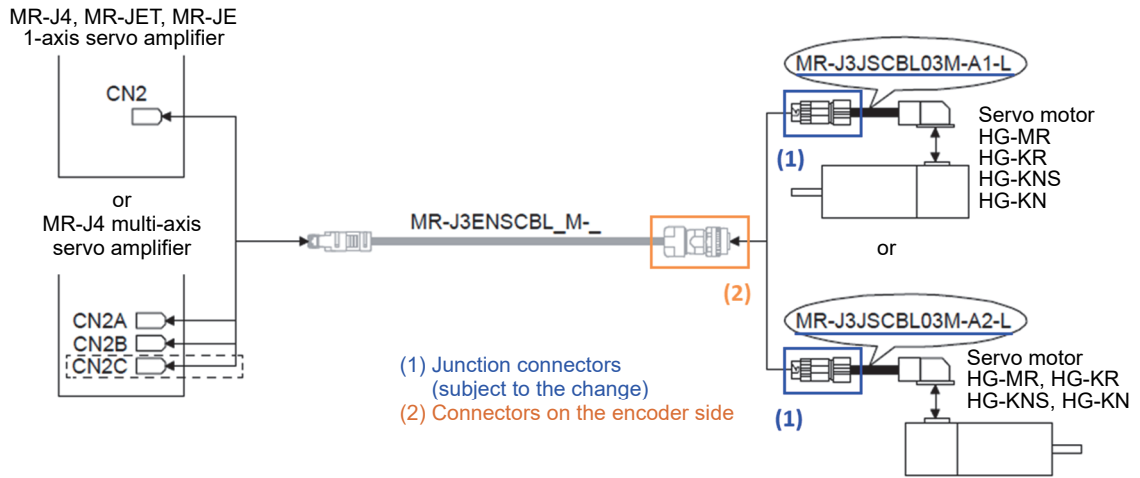 MR-J4, MR-JET, MR-JE
1-axis servo amplifier
CN2
or
MR-J4 multi-axis
servo amplifier
CN2A
CN2B
CN2C
MR-J3ENSCBL_M-_
(2)
(1) Junction connectors
(subject to the change)
(2) Connectors on the encoder side
MR-J3JSCBL03M-A1-L
(1)
Servo motor
HG-MR
HG-KR
HG-KNS
HG-KN
or
MR-J3JSCBL03M-A2-L
(1)
Servo motor
HG-MR, HG-KR
HG-KNS, HG-KN